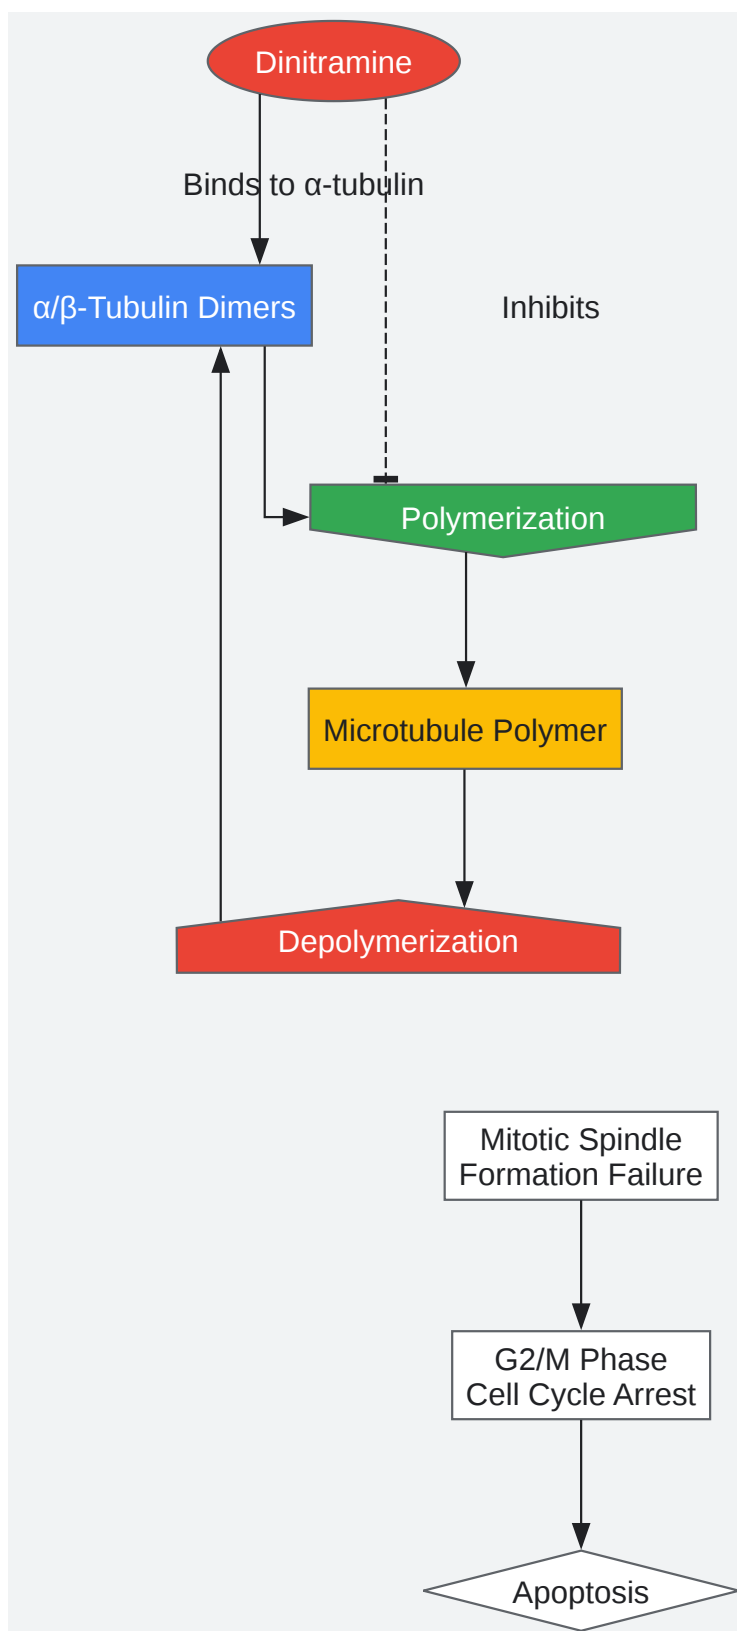 Dinitramine
Binds to α-tubulin
α/β-Tubulin Dimers
Inhibits
Polymerization
Microtubule Polymer
Depolymerization
Mitotic Spindle
Formation Failure
G2/M Phase
Cell Cycle Arrest
Apoptosis